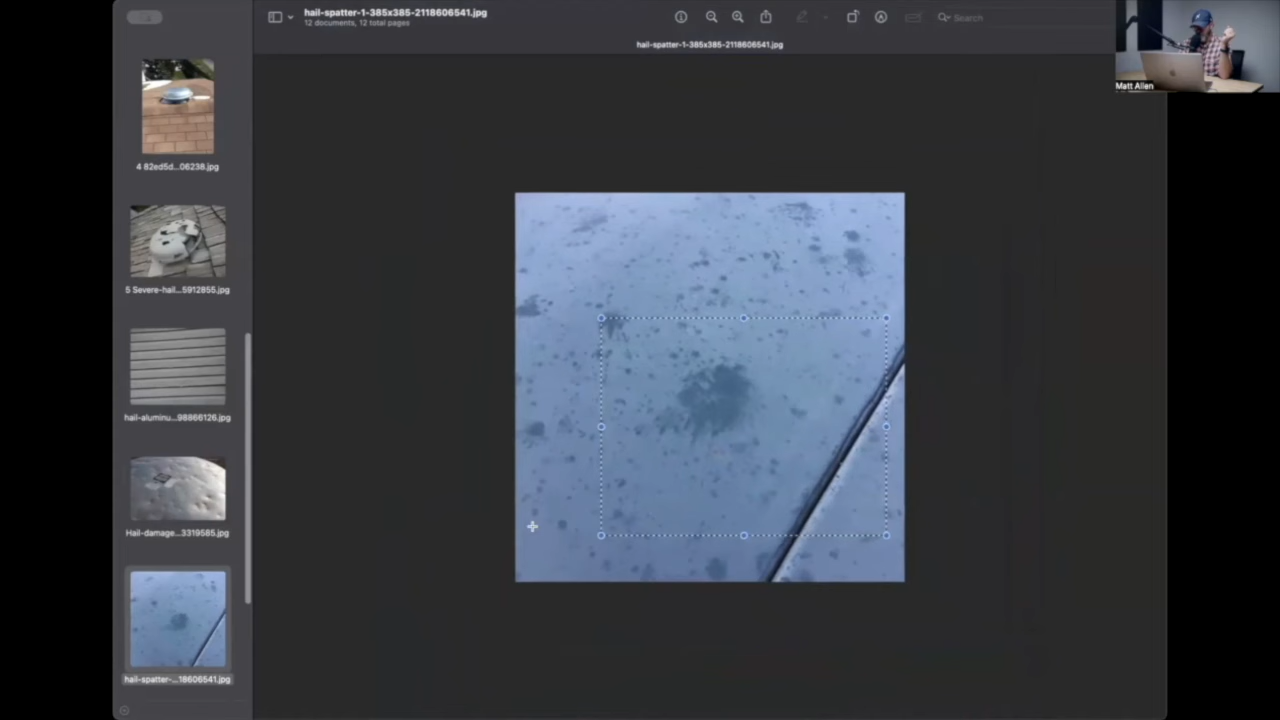 hail-spatter-1-385x385-2118606541.jpg
12 documents, 12 total pages
Search
hail-spatter-1-385x385-2118606541.jpg
Matt Allen
4 82ed5d...06238.jpg
5 Severe-hail...5912855.jpg
hail-aluminu...98866126.jpg
Hail-damage...3319585.jpg
hail-spatter-...18606541.jpg